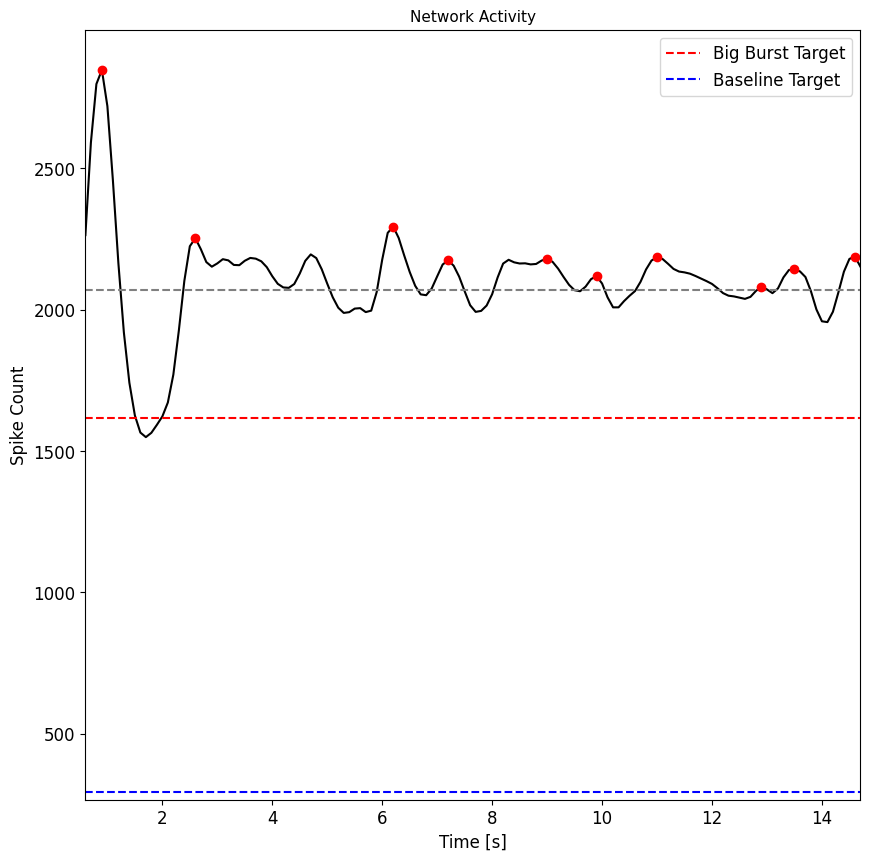 Network Activity
Big Burst Target
Baseline Target
Spike Count
2500
2000
1500
1000
500
2 4 6 8 10 12 14
Time [s]